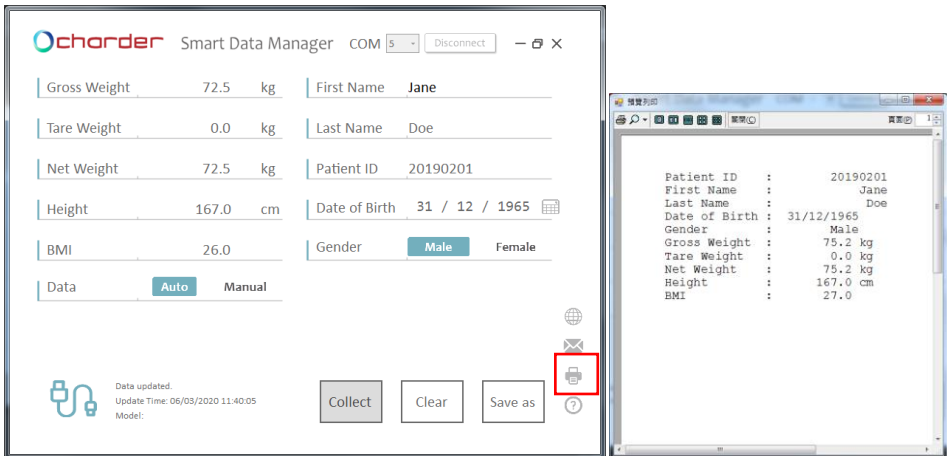 charder Smart Data Manager COM 5 Disconnect
Gross Weight 72.5 kg First Name Jane
Tare Weight 0.0 kg Last Name Doe
Net Weight 72.5 kg Patient ID 20190201
Height 167.0 cm Date of Birth 31 / 12 / 1965
BMI 26.0 Gender Male Female
Data Auto Manual
Data updated.
Update Time: 06/03/2020 11:40:05
Model:
Collect Clear Save as
?
預覽列印
關閉(C) 頁面(P) 1
Patient ID : 20190201
First Name : Jane
Last Name : Doe
Date of Birth : 31/12/1965
Gender : Male
Gross Weight : 75.2 kg
Tare Weight : 0.0 kg
Net Weight : 75.2 kg
Height : 167.0 cm
BMI : 27.0